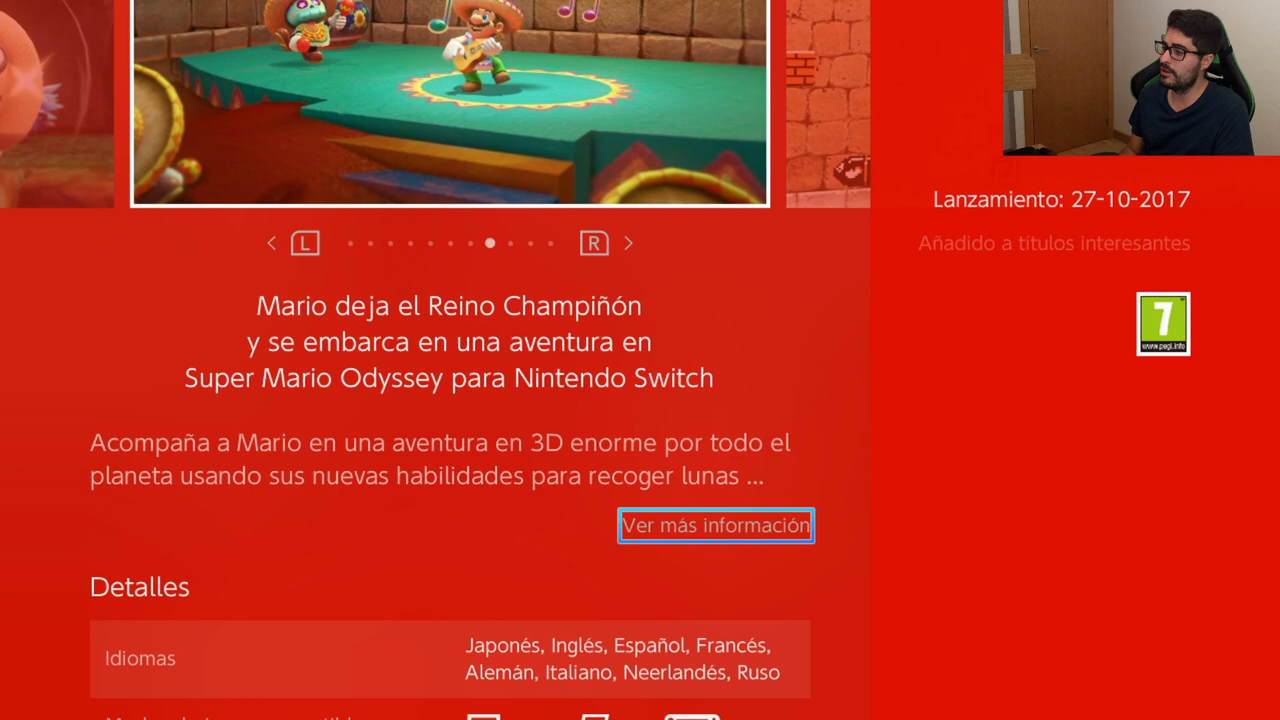 Lanzamiento: 27-10-2017
L
R
Añadido a títulos interesantes
Mario deja el Reino Champiñón
y se embarca en una aventura en
Super Mario Odyssey para Nintendo Switch
7
www.pegi.info
Acompaña a Mario en una aventura en 3D enorme por todo el
planeta usando sus nuevas habilidades para recoger lunas ...
Ver más información
Detalles
Idiomas
Japonés, Inglés, Español, Francés,
Alemán, Italiano, Neerlandés, Ruso